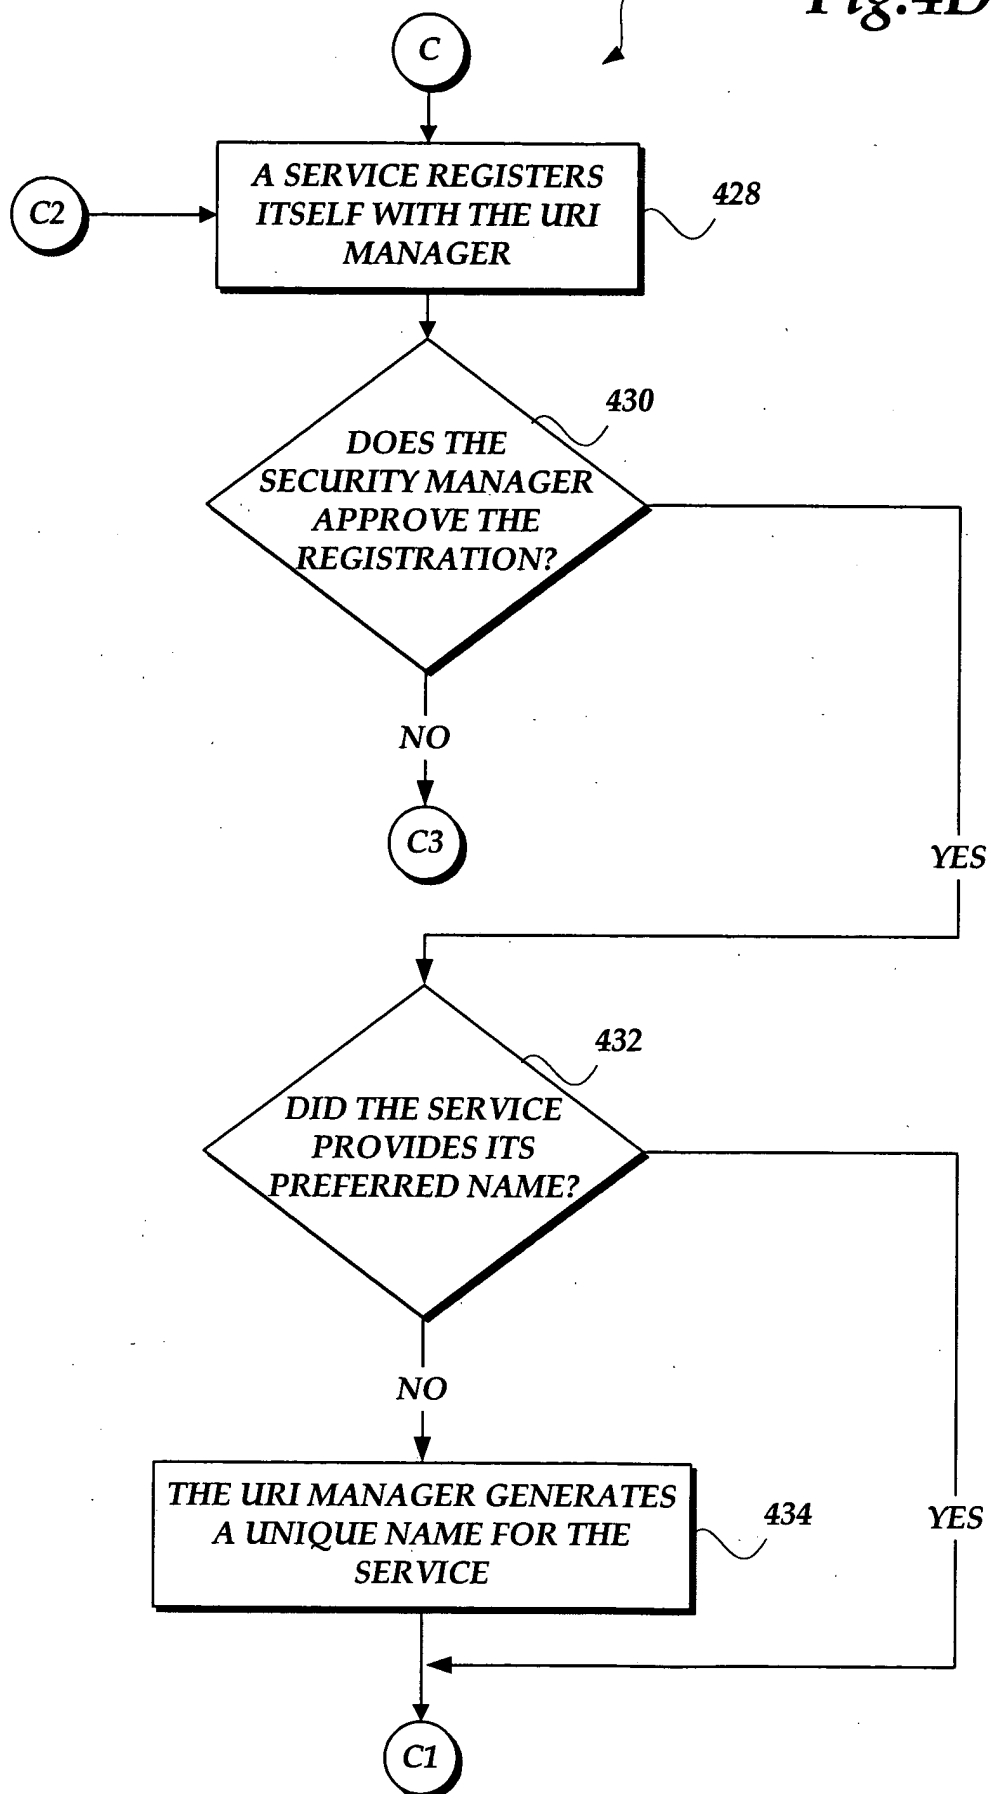 Fig.4D
C
A SERVICE REGISTERS
ITSELF WITH THE URI
MANAGER
428
C2
430
DOES THE
SECURITY MANAGER
APPROVE THE
REGISTRATION?
NO
C3
YES
432
DID THE SERVICE
PROVIDES ITS
PREFERRED NAME?
NO
THE URI MANAGER GENERATES
A UNIQUE NAME FOR THE
SERVICE
434
YES
C1